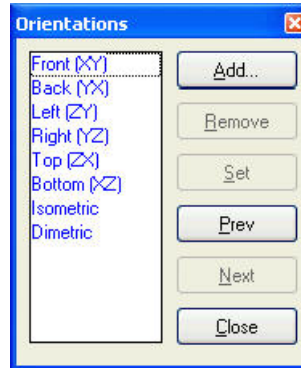 Orientations
Front (XY)
Back (YX)
Left (ZY)
Right (YZ)
Top (ZX)
Bottom (XZ)
Isometric
Dimetric
Add...
Remove
Set
Prev
Next
Close